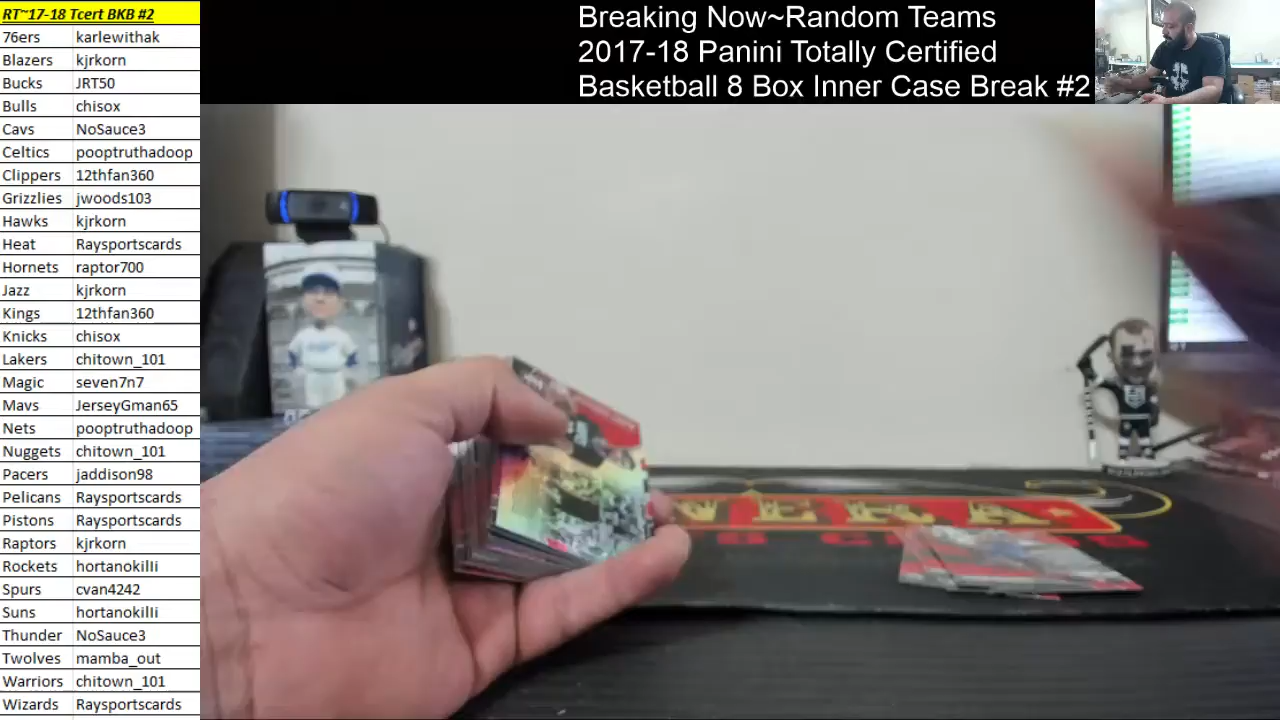 RT~17-18 Tcert BKB #2
76ers karlewithak
Blazers kjrkorn
Bucks JRT50
Bulls chisox
Cavs NoSauce3
Celtics pooptruthadoop
Clippers 12thfan360
Grizzlies jwoods103
Hawks kjrkorn
Heat Raysportscards
Hornets raptor700
Jazz kjrkorn
Kings 12thfan360
Knicks chisox
Lakers chitown_101
Magic seven7n7
Mavs JerseyGman65
Nets pooptruthadoop
Nuggets chitown_101
Pacers jaddison98
Pelicans Raysportscards
Pistons Raysportscards
Raptors kjrkorn
Rockets hortanokilli
Spurs cvan4242
Suns hortanokilli
Thunder NoSauce3
Twolves mamba_out
Warriors chitown_101
Wizards Raysportscards
Breaking Now~Random Teams
2017-18 Panini Totally Certified
Basketball 8 Box Inner Case Break #2